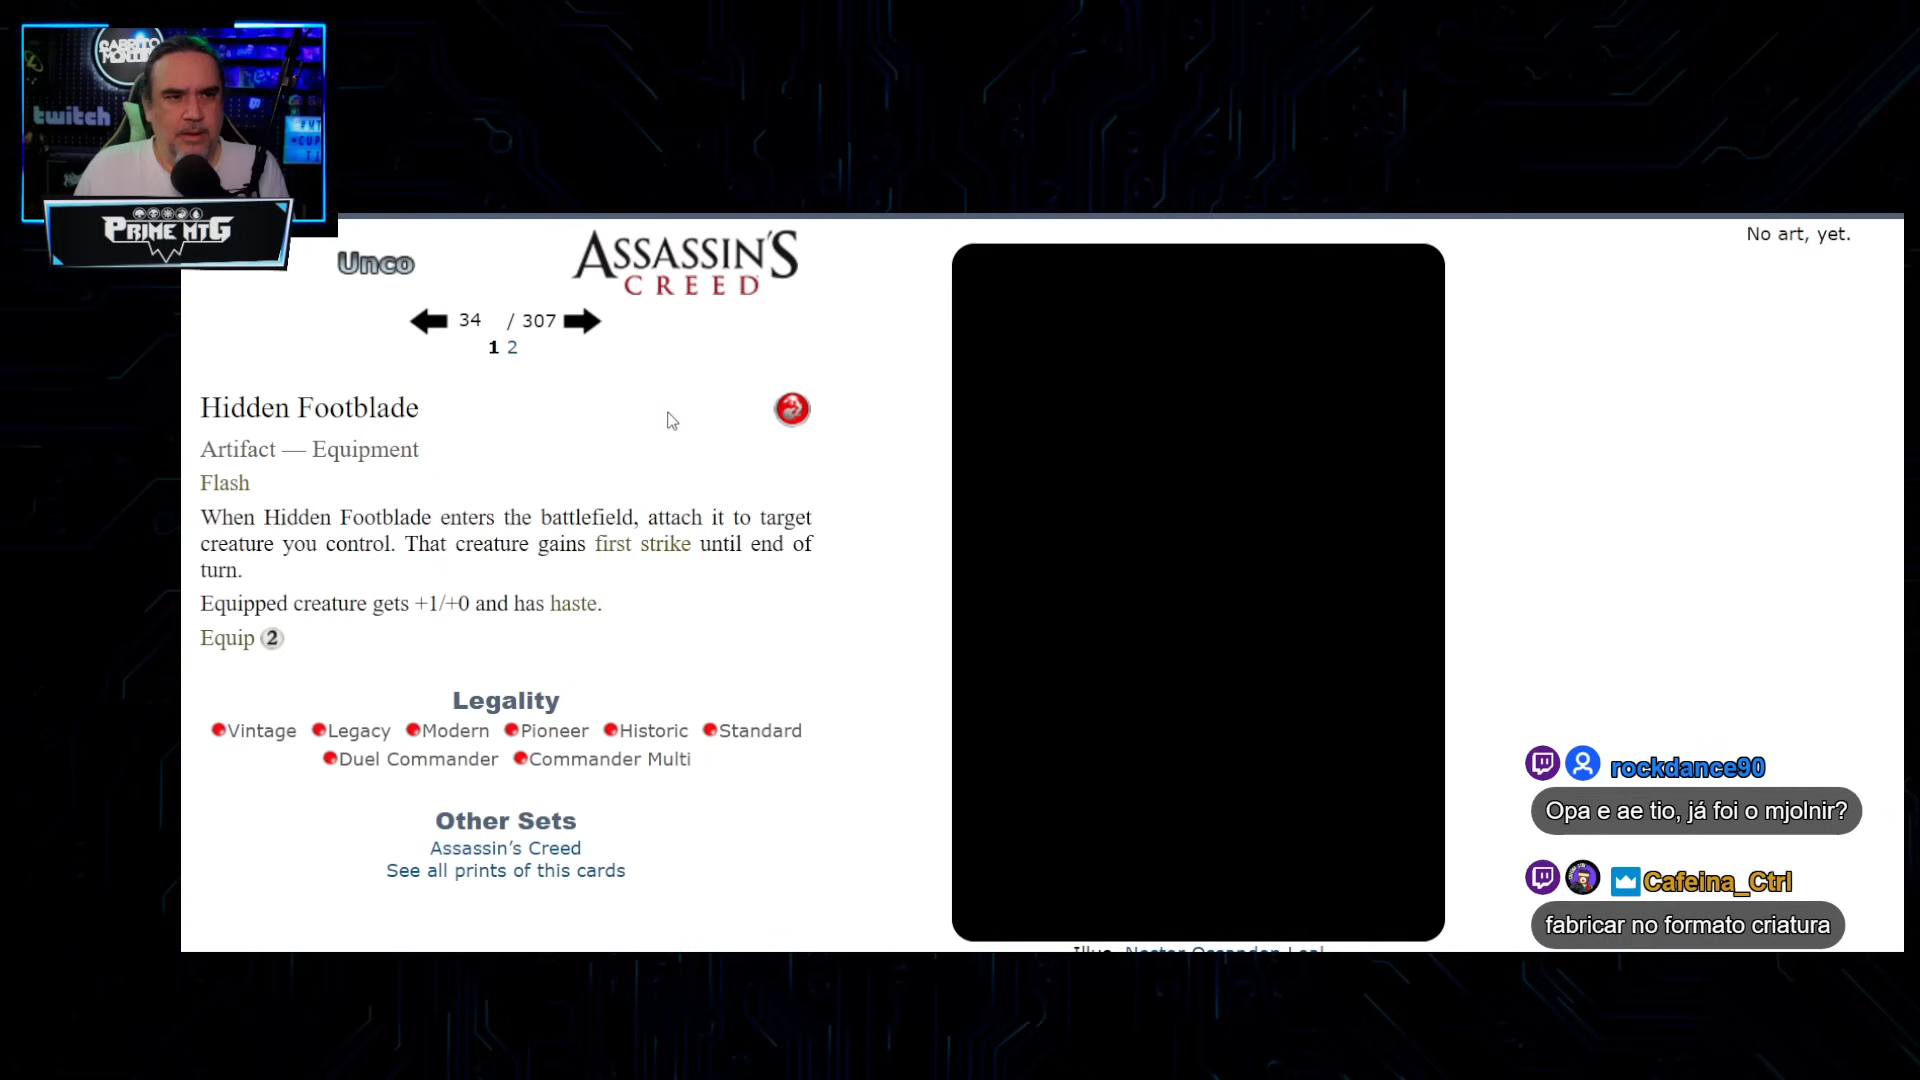 twitch
PRIME MTG
Unco
ASSASSIN'S
CREED
34 / 307
1 2
Hidden Footblade
Artifact — Equipment
Flash
When Hidden Footblade enters the battlefield, attach it to target
creature you control. That creature gains first strike until end of
turn.
Equipped creature gets +1/+0 and has haste.
Equip 2
Legality
Vintage Legacy Modern Pioneer Historic Standard
Duel Commander Commander Multi
Other Sets
Assassin's Creed
See all prints of this cards
No art, yet.
rockdance90
Opa e ae tio, já foi o mjolnir?
Cafeina_Ctrl
fabricar no formato criatura